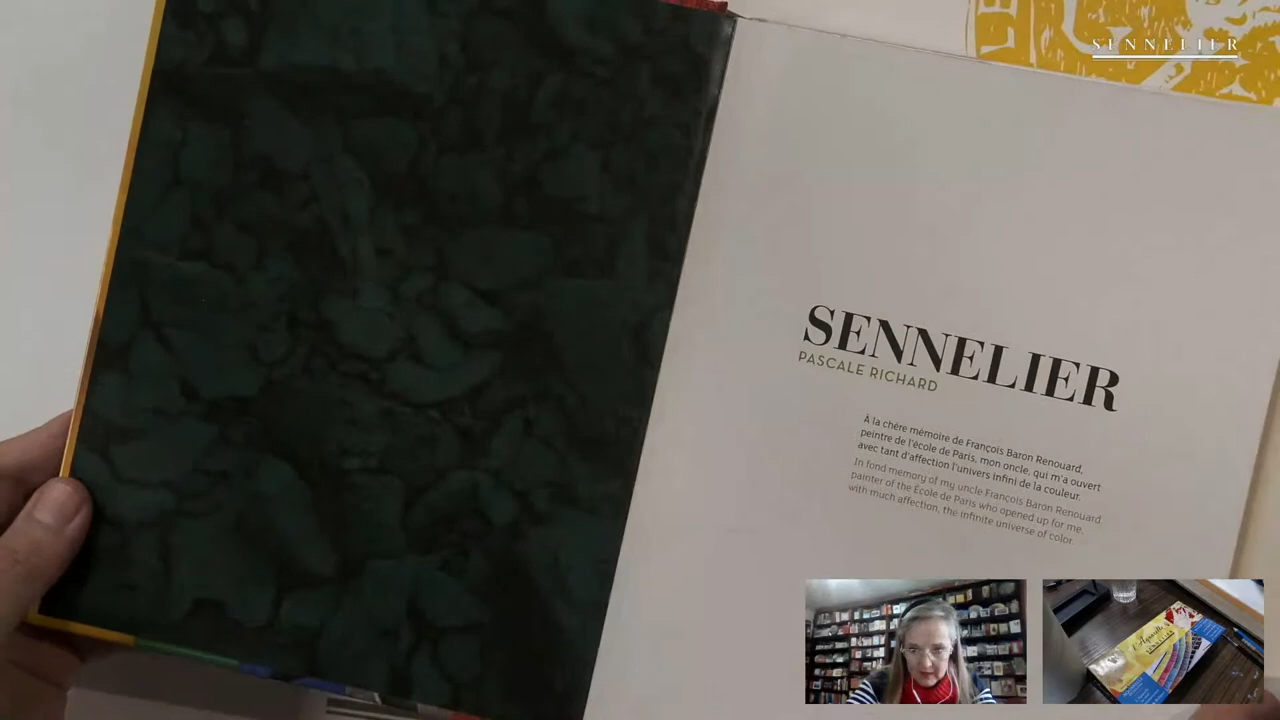 SENNELIER
SENNELIER
PASCALE RICHARD
À la chère mémoire de François Baron Renouard,
peintre de l'école de Paris, mon oncle, qui m'a ouvert
avec tant d'affection l'univers infini de la couleur.
In fond memory of my uncle François Baron Renouard
painter of the École de Paris who opened up for me,
with much affection, the infinite universe of color.
l'Aquarelle
SENNELIER